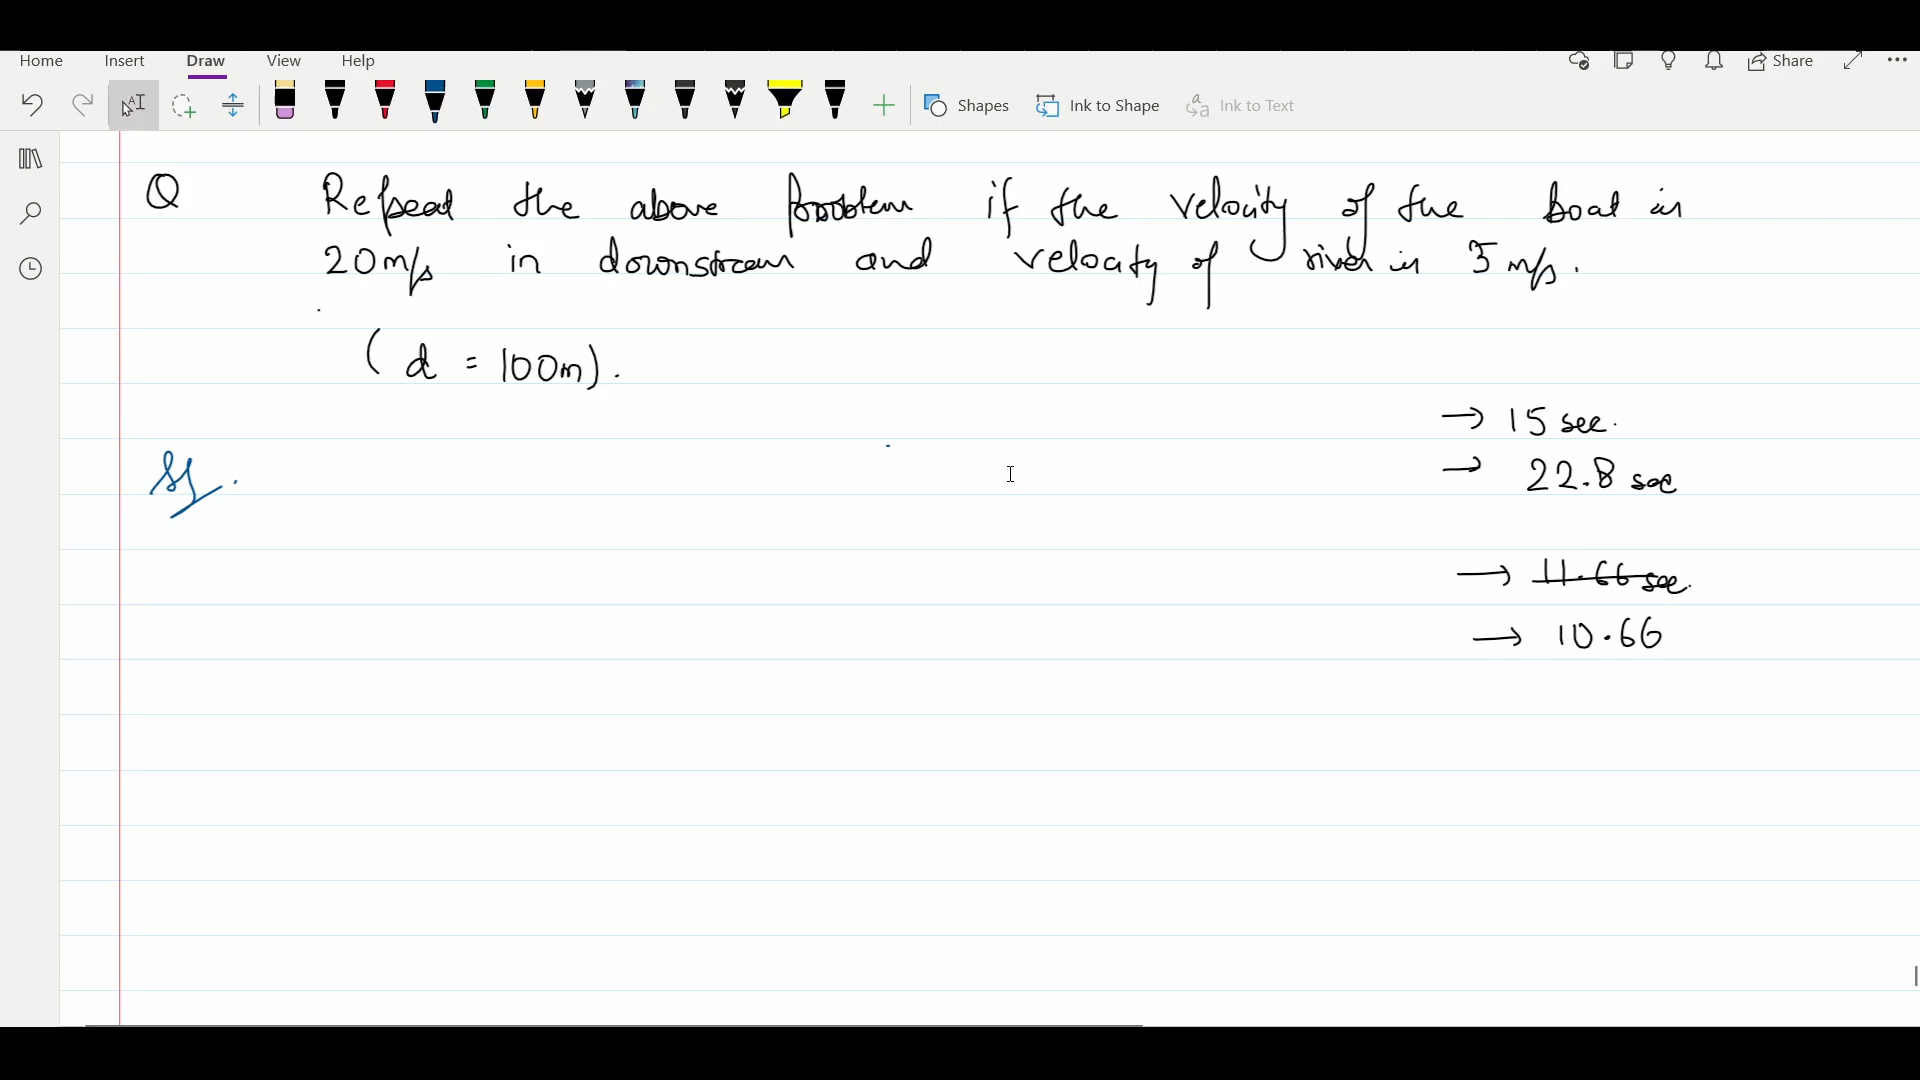 Home Insert Draw View Help Share
Shapes Ink to Shape Ink to Text
Q Repeat the above problem if the velocity of the boat is
20m/s in downstream and velocity of river is 5 m/s.
( d = 100m).
→ 15 sec.
→ 22.8 sec
Sol.
→ 11.66 sec.
→ 10.66